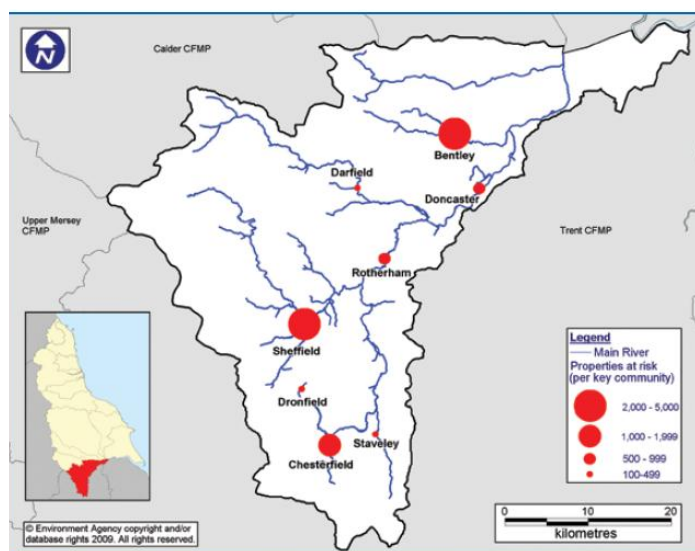 N
Calder CFMP
Bentley
Darfield
Doncaster
Upper Mersey
CFMP
Trent CFMP
Rotherham
Sheffield
Dronfield
Staveley
Chesterfield
Legend
Main River
Properties at risk
(per key community)
2,000 - 5,000
1,000 - 1,999
500 - 999
100-499
© Environment Agency copyright and/or
database rights 2009. All rights reserved.
0 10 20
kilometres